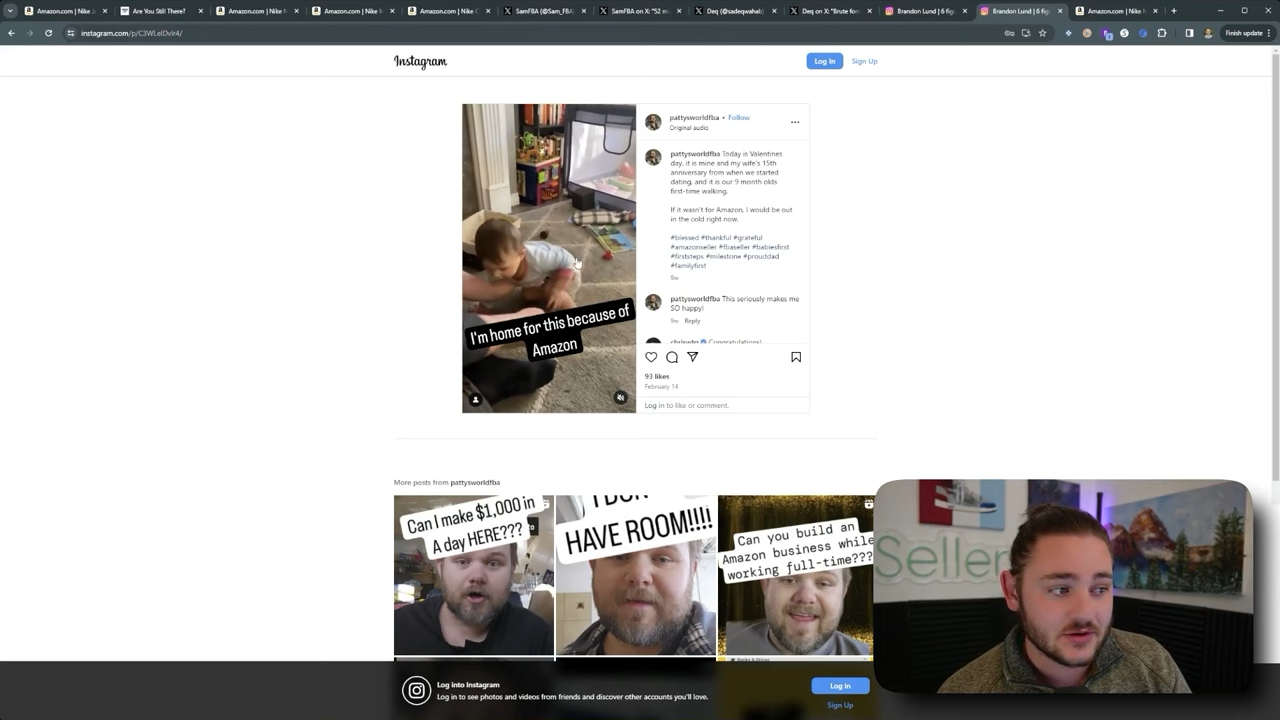 Amazon.com | Nike
Are You Still There?
Amazon.com | Nike
Amazon.com | Nike
Amazon.com | Nike
SamFBA (@Sam_FBA
SamFBA on X: "52
Deq (@sadeqwahab
Deq on X: "Brute
Brandon Lund | 6 fig
Brandon Lund | 6 fig
Amazon.com | Nike
instagram.com/p/C3WLelDvlr4/
Finish update
Instagram
Log In
Sign Up
pattysworldfba • Follow
Original audio
pattysworldfba Today is Valentines
day, it is mine and my wife's 15th
anniversary from when we started
dating, and it is our 9 month olds
first-time walking.
If it wasn't for Amazon, I would be out
in the cold right now.
#blessed #thankful #grateful
#amazonseller #fbaseller #babiesfirst
#firststeps #milestone #prouddad
#familyfirst
9w
pattysworldfba This seriously makes me
SO happy!
9w Reply
Congratulations!
I'm home for this because of
Amazon
93 likes
February 14
Log in to like or comment.
More posts from pattysworldfba
Can I make $1,000 in
A day HERE???
I DON'
HAVE ROOM!!!!
Can you build an
Amazon business while
working full-time???
Seller
Log into Instagram
Log in to see photos and videos from friends and discover other accounts you'll love.
Log in
Sign Up